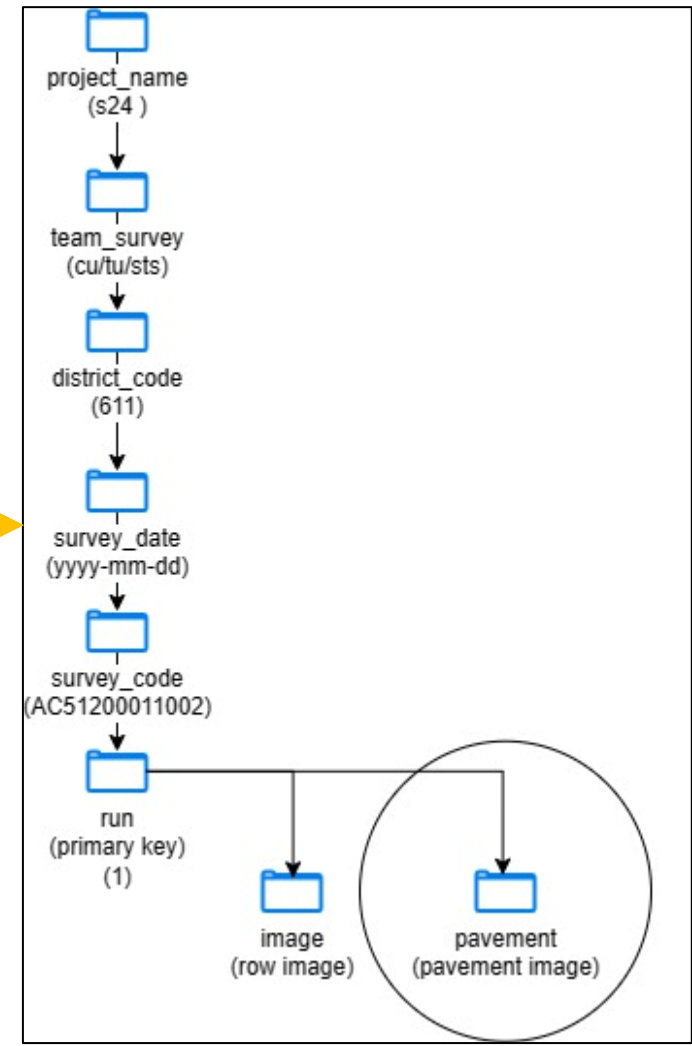 project_name
(s24 )
team_survey
(cu/tu/sts)
district_code
(611)
survey_date
(yyyy-mm-dd)
survey_code
(AC51200011002)
run
(primary key)
(1)
image
(row image)
pavement
(pavement image)